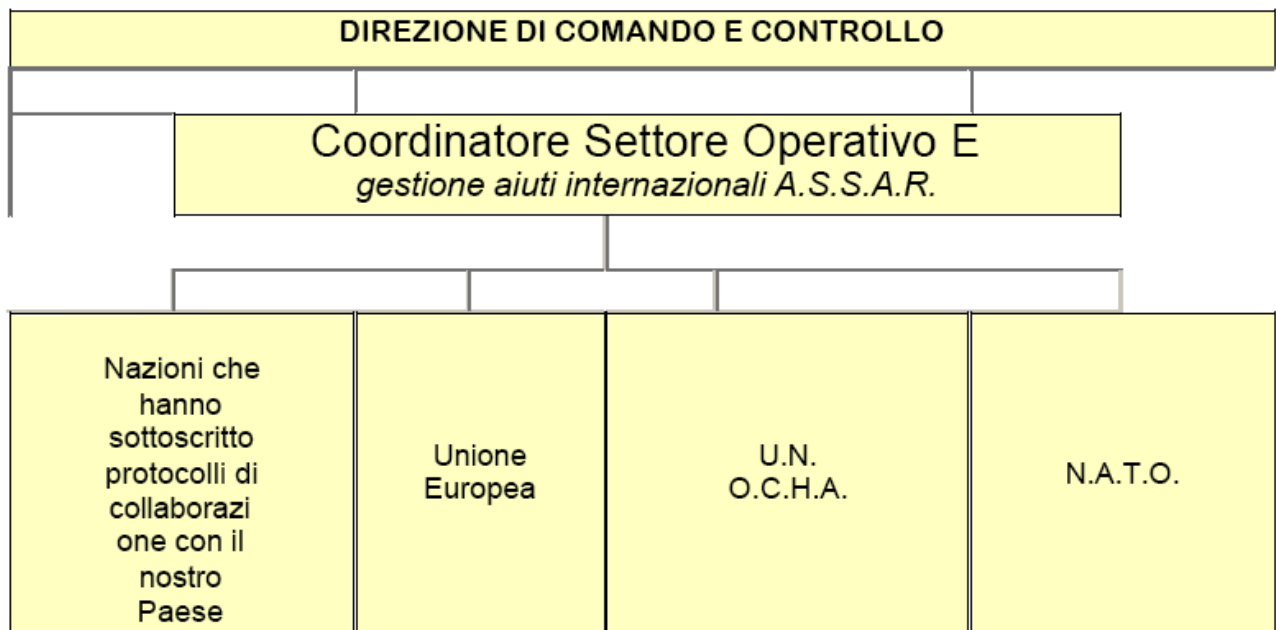 DIREZIONE DI COMANDO E CONTROLLO
Coordinatore Settore Operativo E
gestione aiuti internazionali A.S.S.A.R.
Nazioni che
hanno
sottoscritto
protocolli di
collaborazi
one con il
nostro
Paese
Unione
Europea
U.N.
O.C.H.A.
N.A.T.O.